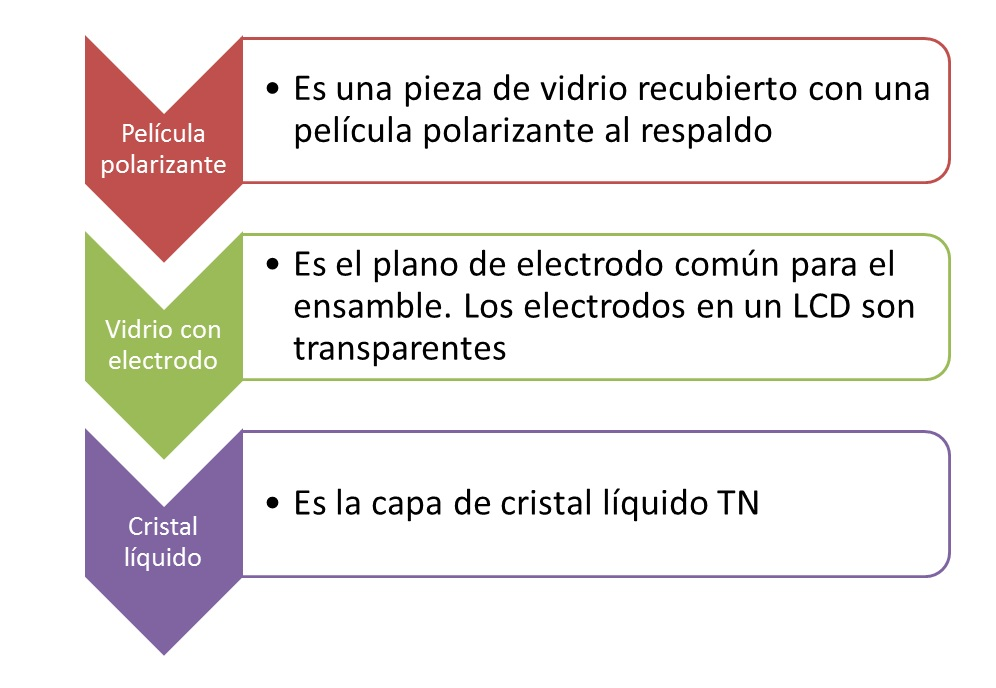 Película
polarizante
• Es una pieza de vidrio recubierto con una
película polarizante al respaldo
Vidrio con
electrodo
• Es el plano de electrodo común para el
ensamble. Los electrodos en un LCD son
transparentes
Cristal
líquido
• Es la capa de cristal líquido TN